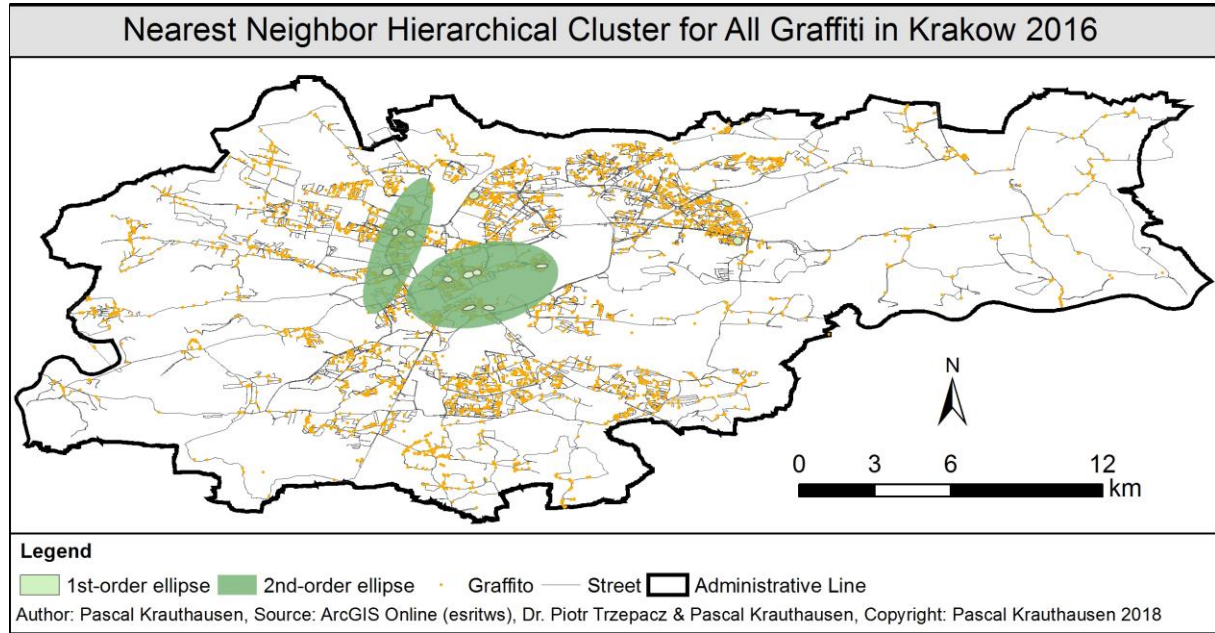 Nearest Neighbor Hierarchical Cluster for All Graffiti in Krakow 2016
N
0 3 6 12
km
Legend
1st-order ellipse 2nd-order ellipse Graffito Street Administrative Line
Author: Pascal Krauthausen, Source: ArcGIS Online (esritws), Dr. Piotr Trzepacz & Pascal Krauthausen, Copyright: Pascal Krauthausen 2018